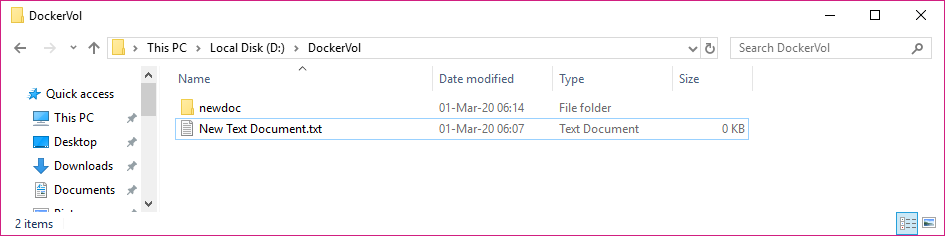 DockerVol
This PC
Local Disk (D:)
DockerVol
Search DockerVol
Name
Date modified
Type
Size
Quick access
This PC
Desktop
Downloads
Documents
newdoc
01-Mar-20 06:14
File folder
New Text Document.txt
01-Mar-20 06:07
Text Document
0 KB
2 items